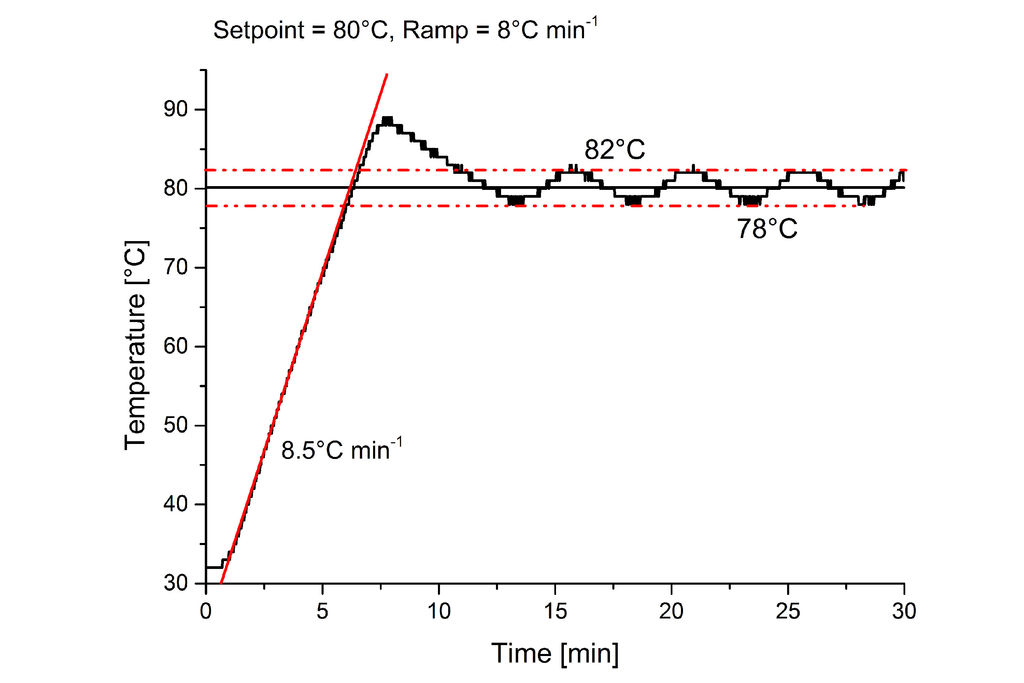 Setpoint = 80°C, Ramp = 8°C min⁻¹
90
80
70
60
50
40
30
Temperature [°C]
82°C
78°C
8.5°C min⁻¹
0 5 10 15 20 25 30
Time [min]